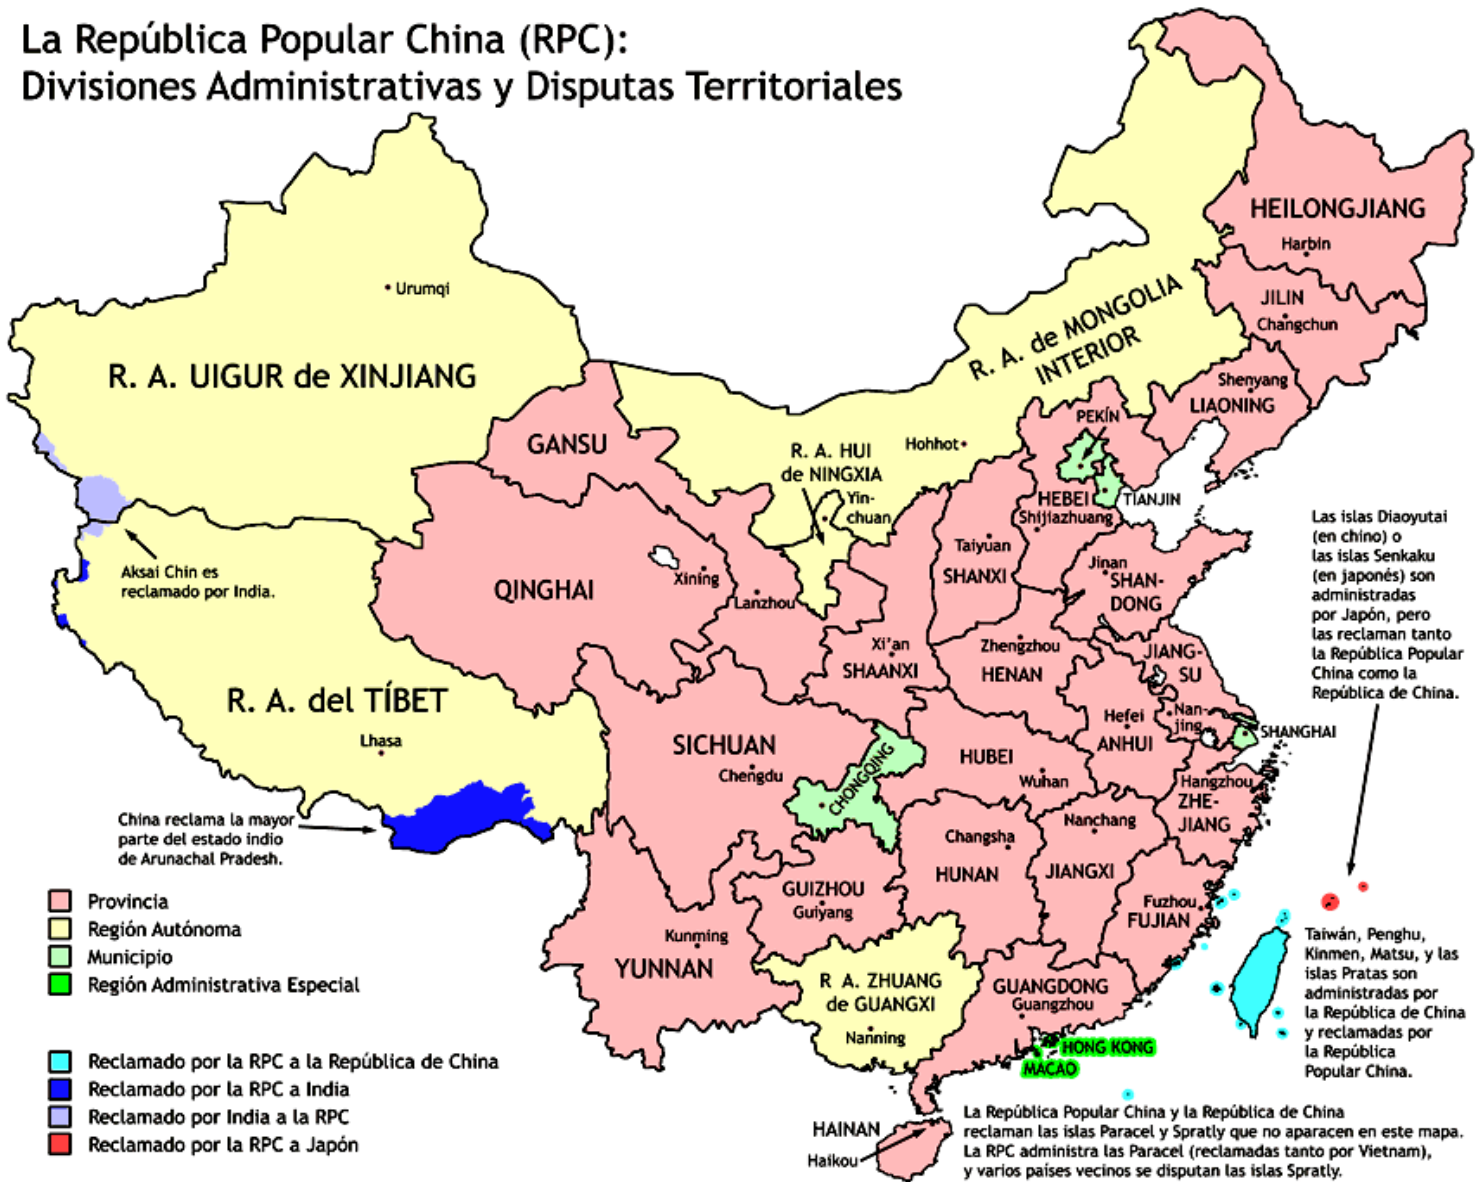 La República Popular China (RPC):
Divisiones Administrativas y Disputas Territoriales
HEILONGJIANG
Harbin
JILIN
Changchun
Urumqi
R. A. UIGUR de XINJIANG
R. A. de MONGOLIA
INTERIOR
Shenyang
LIAONING
PEKÍN
GANSU
R. A. HUI
de NINGXIA
Hohhot
Yin-
chuan
HEBEI
TIANJIN
Shijiazhuang
Las islas Diaoyutai
(en chino) o
las islas Senkaku
(en japonés) son
administradas
por Japón, pero
las reclaman tanto
la República Popular
China como la
República de China.
Taiyuan
SHANXI
Jinan
SHAN-
DONG
Aksai Chin es
reclamado por India.
QINGHAI
Xining
Lanzhou
Xi'an
SHAANXI
Zhengzhou
HENAN
JIANG-
SU
R. A. del TÍBET
Lhasa
SICHUAN
Chengdu
CHONGQING
HUBEI
Wuhan
Hefei
ANHUI
Nan-
jing
SHANGHAI
Hangzhou
ZHE-
JIANG
China reclama la mayor
parte del estado indio
de Arunachal Pradesh.
Changsha
HUNAN
Nanchang
JIANGXI
GUIZHOU
Guiyang
Fuzhou
FUJIAN
Kunming
YUNNAN
R A. ZHUANG
de GUANGXI
Nanning
GUANGDONG
Guangzhou
HONG KONG
MACAO
Taiwán, Penghu,
Kinmen, Matsu, y las
islas Pratas son
administradas por
la República de China
y reclamadas por
la República
Popular China.
Provincia
Región Autónoma
Municipio
Región Administrativa Especial
Reclamado por la RPC a la República de China
Reclamado por la RPC a India
Reclamado por India a la RPC
Reclamado por la RPC a Japón
HAINAN
Haikou
La República Popular China y la República de China
reclaman las islas Paracel y Spratly que no aparacen en este mapa.
La RPC administra las Paracel (reclamadas tanto por Vietnam),
y varios países vecinos se disputan las islas Spratly.